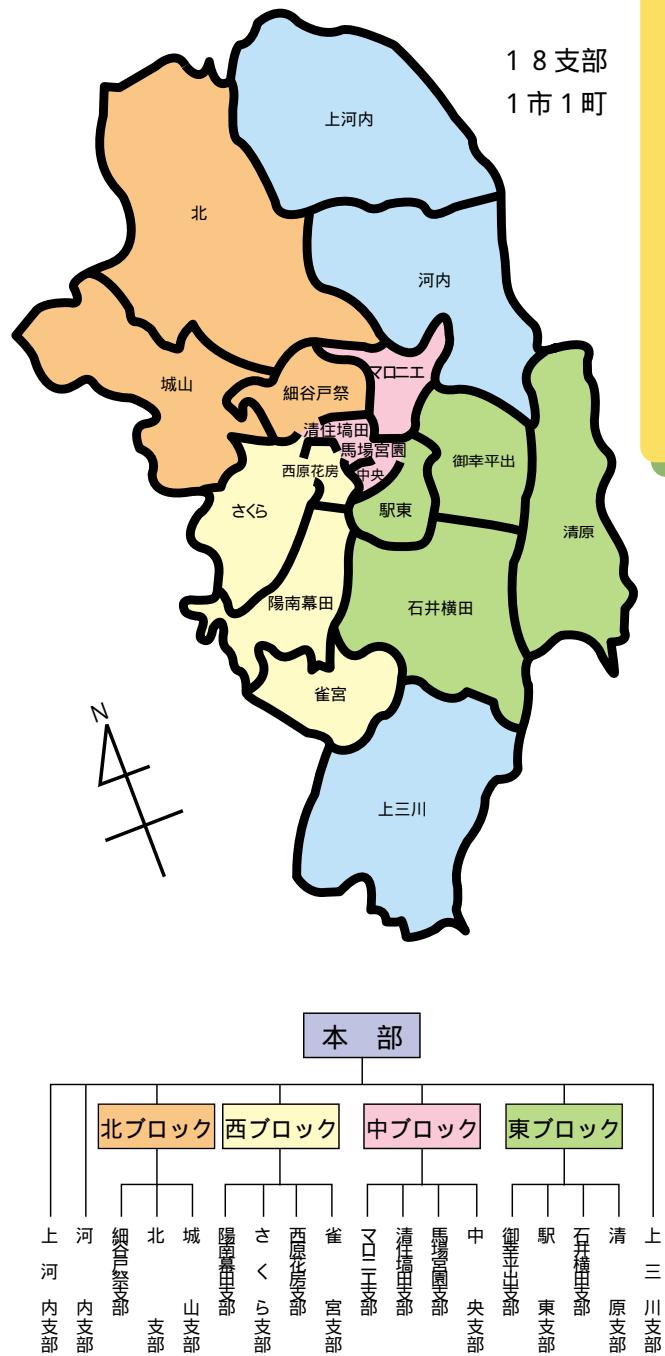 18支部
1市1町
上河内
北
河内
マロニエ
城山
細谷戸祭
清住塙田
馬場宮園
御幸平出
西原花房
中央
さくら
駅東
清原
陽南幕田
石井横田
雀宮
N
上三川
本 部
北ブロック
西ブロック
中ブロック
東ブロック
上河内支部
河内支部
細谷戸祭支部
北支部
城山支部
陽南幕田支部
さくら支部
西原花房支部
雀宮支部
マロニエ支部
清住塙田支部
馬場宮園支部
中央支部
御幸平出支部
駅東支部
石井横田支部
清原支部
上三川支部